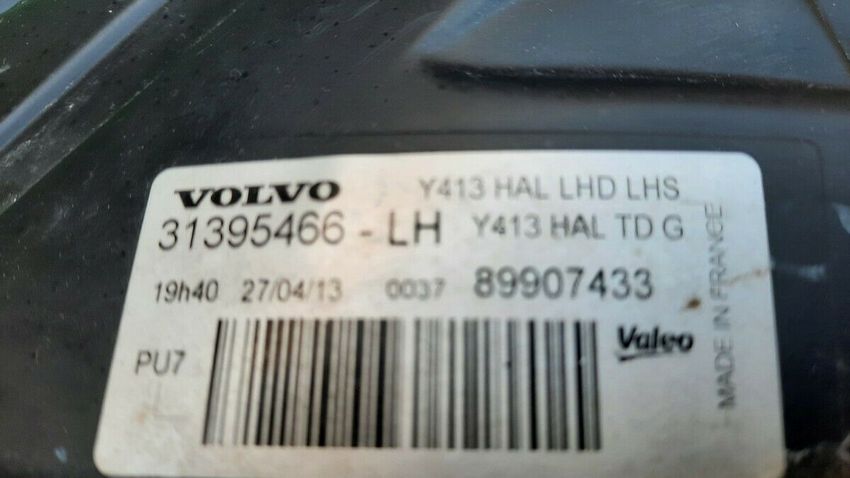 VOLVO Y413 HAL LHD LHS
31395466 - LH Y413 HAL TD G
19h40 27/04/13 0037 89907433
PU7
Valeo
MADE IN FRANCE